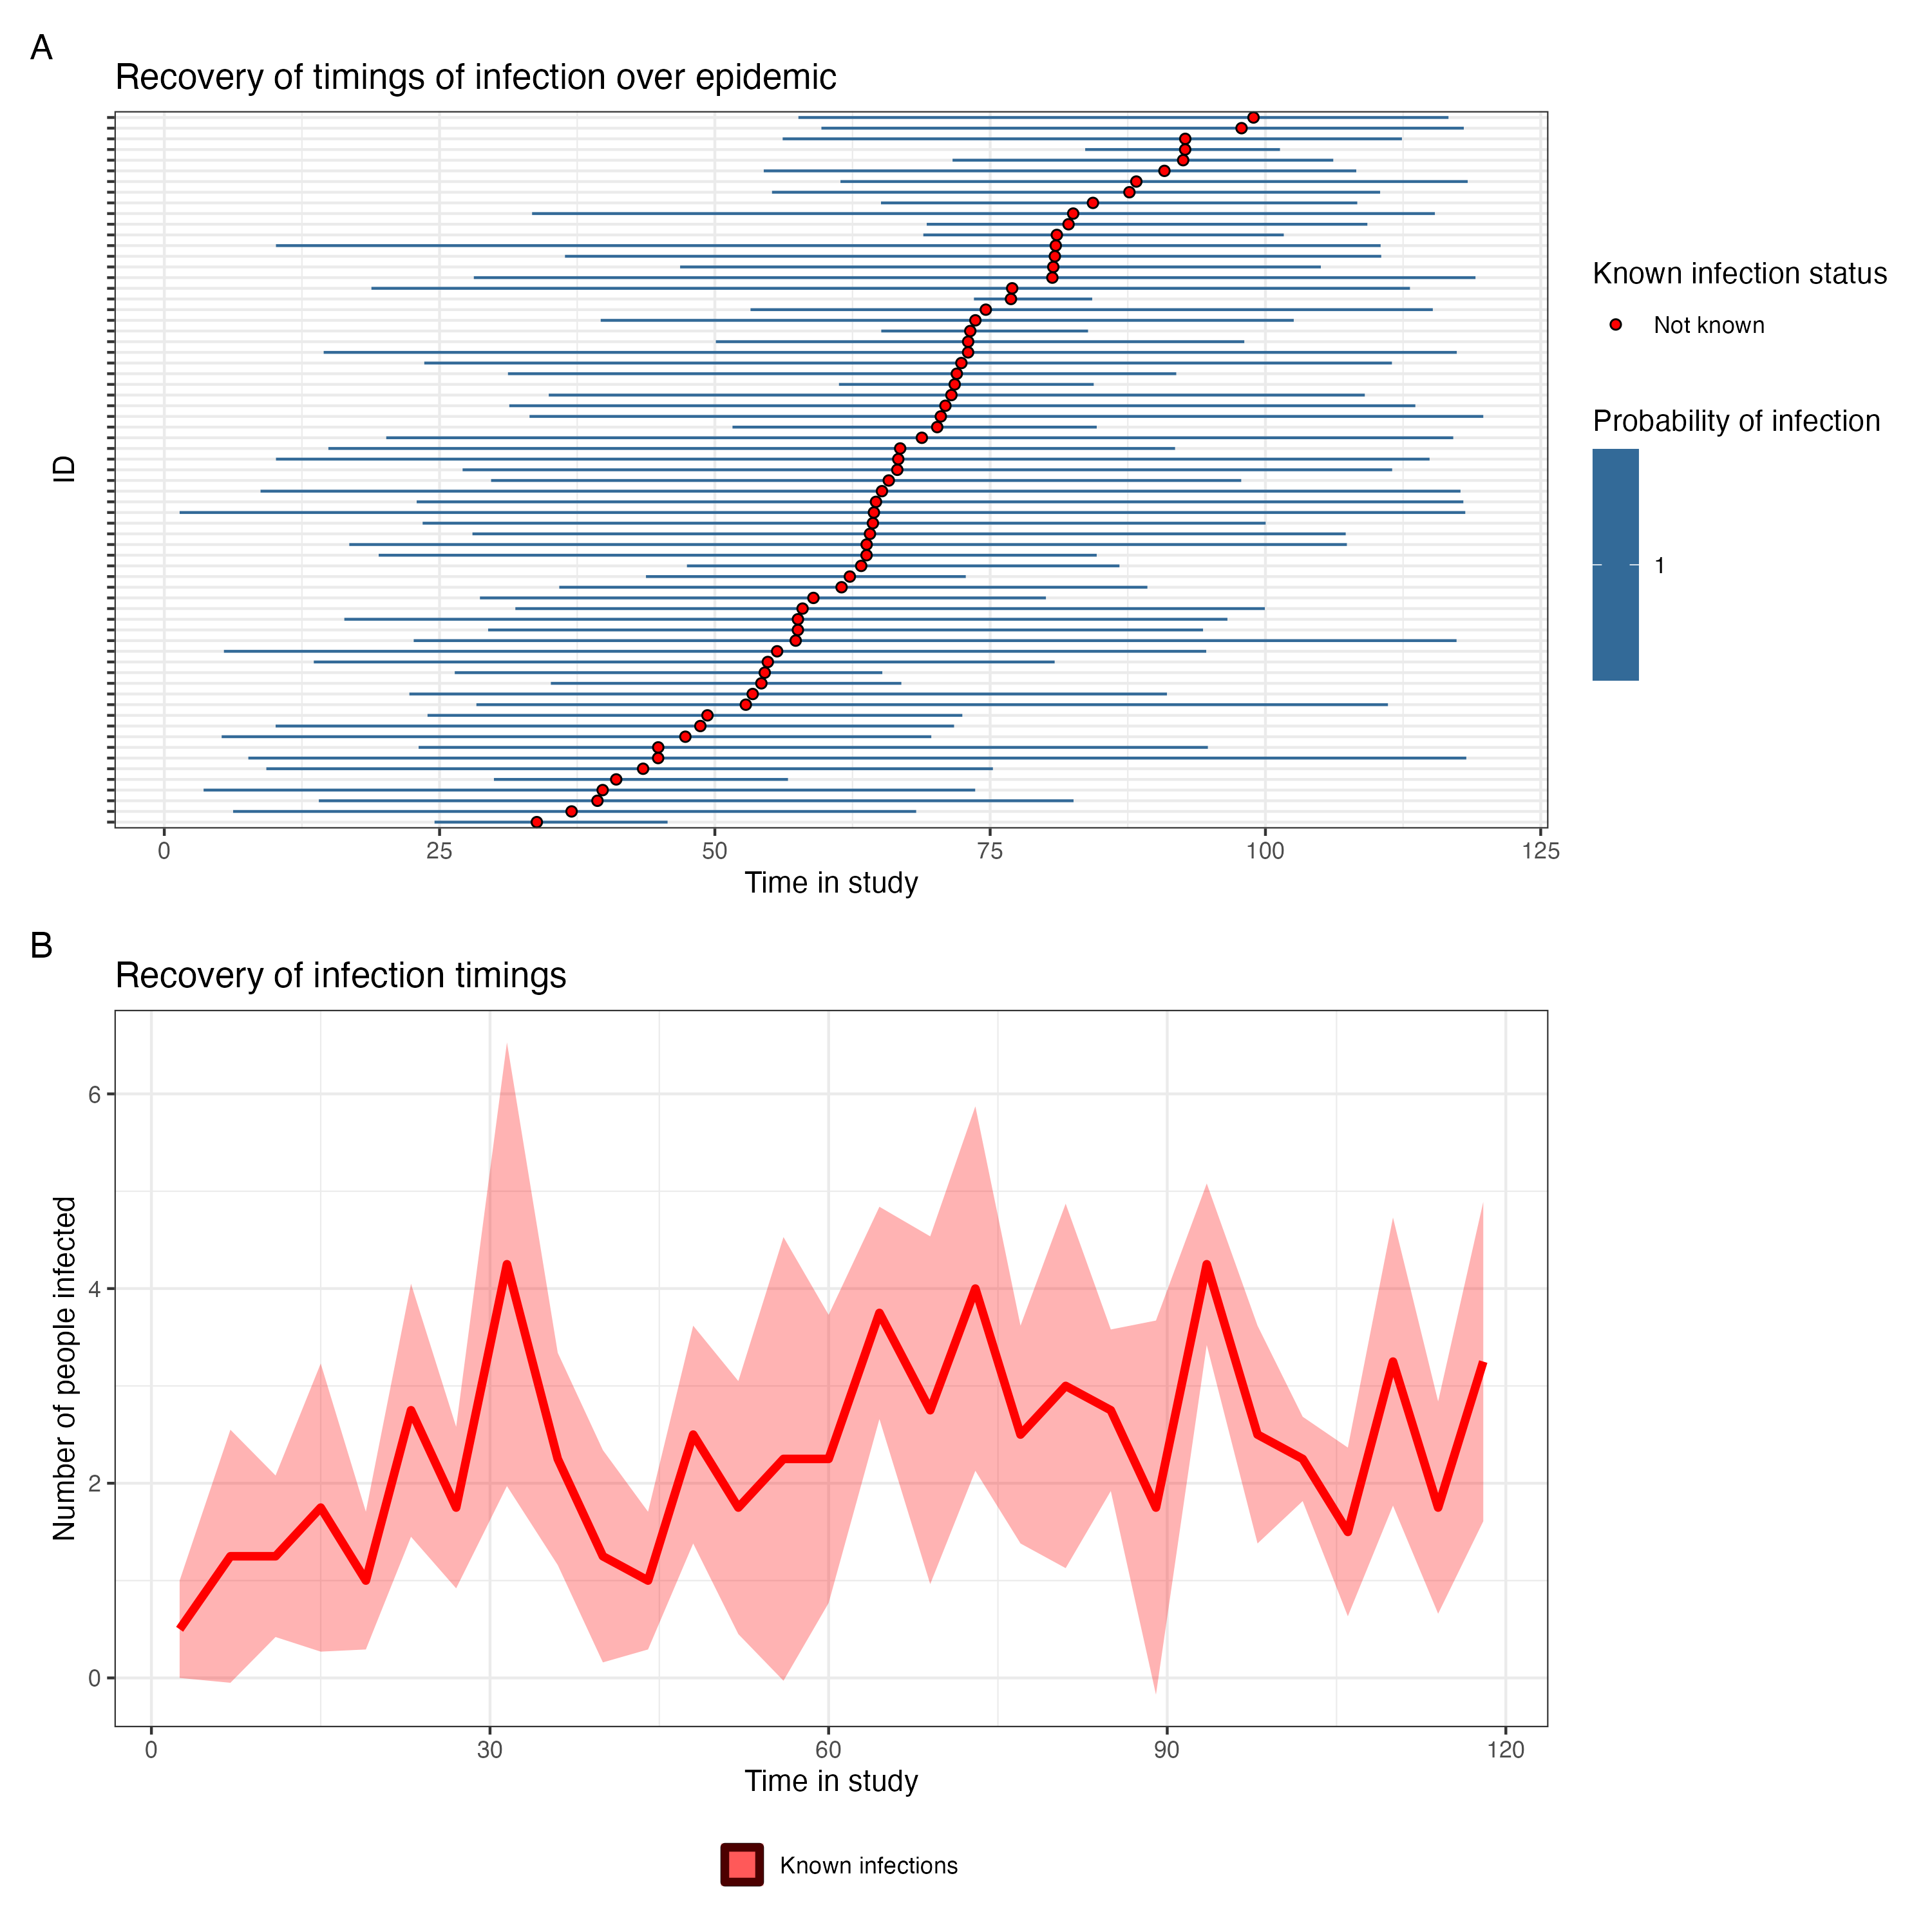 A
Recovery of timings of infection over epidemic
ID
0 25 50 75 100 125
Time in study
Known infection status
Not known
Probability of infection
1
B
Recovery of infection timings
Number of people infected
6
4
2
0
0 30 60 90 120
Time in study
Known infections